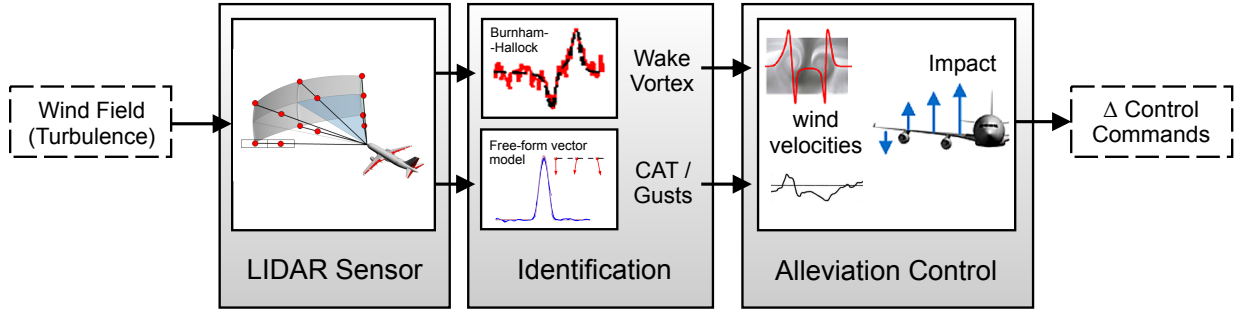 Wind Field
(Turbulence)
LIDAR Sensor
Burnham-
-Hallock
Wake
Vortex
Free-form vector
model
CAT /
Gusts
Identification
wind
velocities
Impact
Alleviation Control
Δ Control
Commands